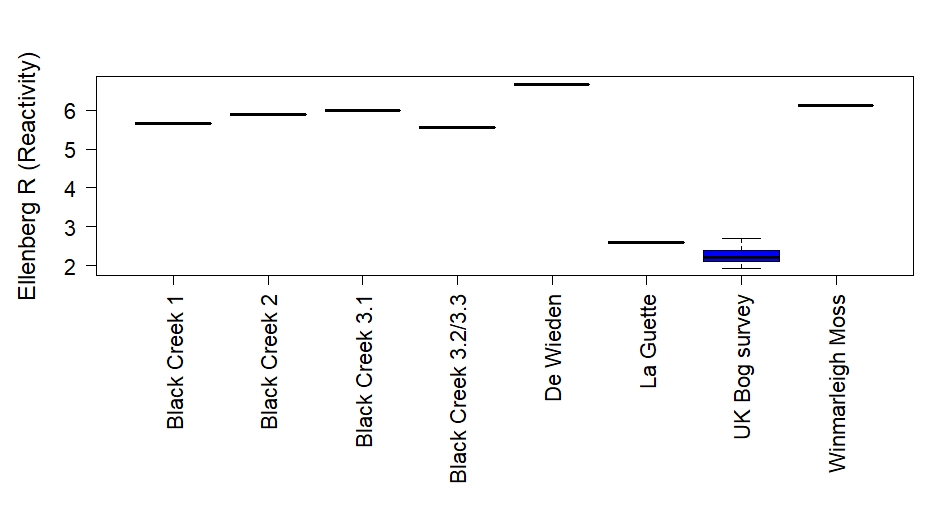 Ellenberg R (Reactivity)
6
5
4
3
2
Black Creek 1
Black Creek 2
Black Creek 3.1
Black Creek 3.2/3.3
De Wieden
La Guette
UK Bog survey
Winmarleigh Moss